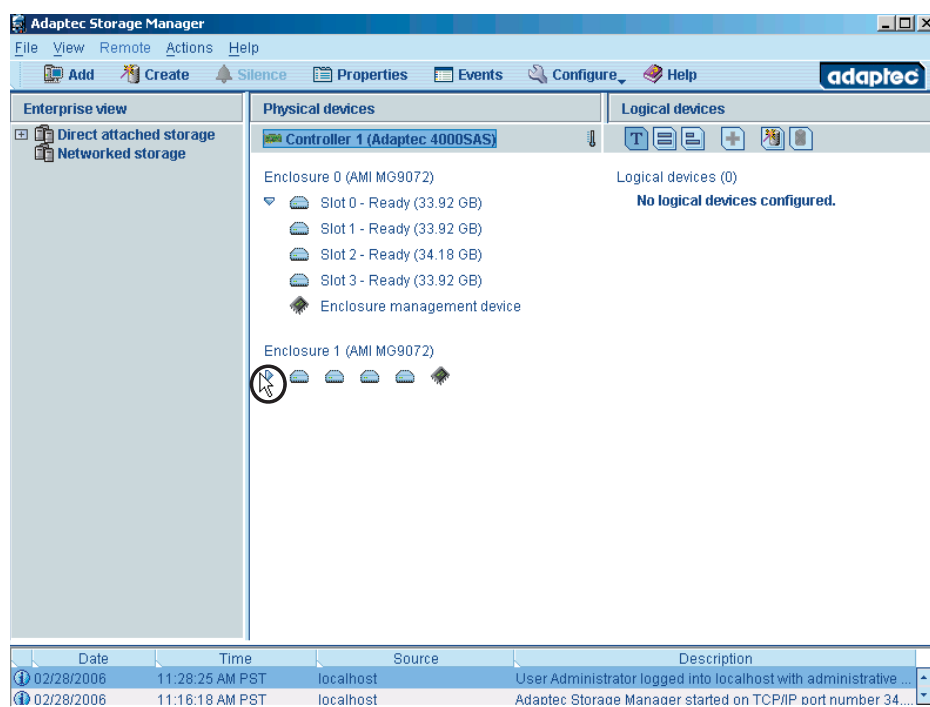 Adaptec Storage Manager
File View Remote Actions Help
Add Create Silence Properties Events Configure Help adaptec
Enterprise view
Direct attached storage
Networked storage
Physical devices
Controller 1 (Adaptec 4000SAS)
Enclosure 0 (AMI MG9072)
Slot 0 - Ready (33.92 GB)
Slot 1 - Ready (33.92 GB)
Slot 2 - Ready (34.18 GB)
Slot 3 - Ready (33.92 GB)
Enclosure management device
Enclosure 1 (AMI MG9072)
Logical devices
T
Logical devices (0)
No logical devices configured.
Date Time Source Description
02/28/2006 11:28:25 AM PST localhost User Administrator logged into localhost with administrative ...
02/28/2006 11:16:18 AM PST localhost Adaptec Storage Manager started on TCP/IP port number 34....